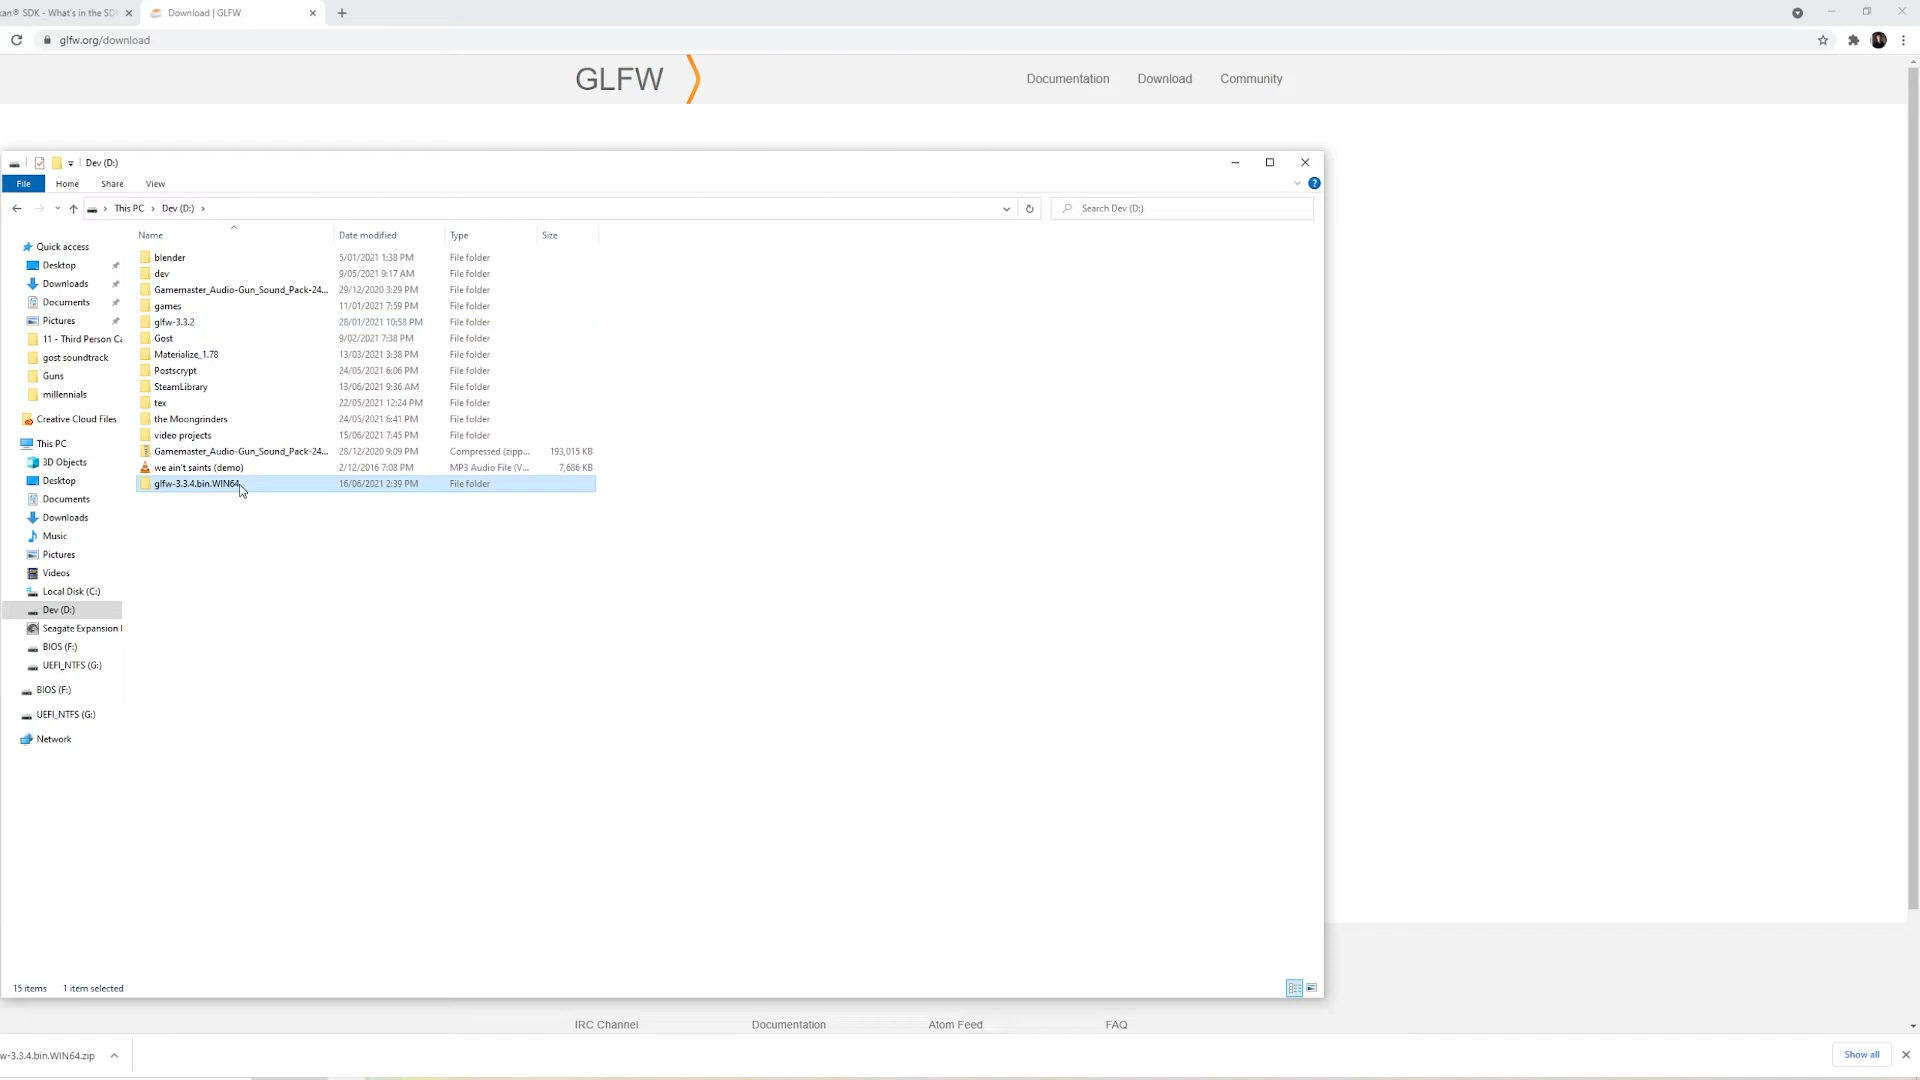 kan® SDK - What's in the SD
Download | GLFW
glfw.org/download
GLFW
Documentation
Download
Community
Dev (D:)
File
Home
Share
View
This PC
Dev (D:)
Search Dev (D:)
Name
Date modified
Type
Size
Quick access
Desktop
Downloads
Documents
Pictures
11 - Third Person Ca
gost soundtrack
Guns
millennials
Creative Cloud Files
This PC
3D Objects
Desktop
Documents
Downloads
Music
Pictures
Videos
Local Disk (C:)
Dev (D:)
Seagate Expansion
BIOS (F:)
UEFI_NTFS (G:)
BIOS (F:)
UEFI_NTFS (G:)
Network
blender 5/01/2021 1:38 PM File folder
dev 9/05/2021 9:17 AM File folder
Gamemaster_Audio-Gun_Sound_Pack-24... 29/12/2020 3:29 PM File folder
games 11/01/2021 7:59 PM File folder
glfw-3.3.2 28/01/2021 10:58 PM File folder
Gost 9/02/2021 7:38 PM File folder
Materialize_1.78 13/03/2021 3:38 PM File folder
Postscrypt 24/05/2021 6:06 PM File folder
SteamLibrary 13/06/2021 9:36 AM File folder
tex 22/05/2021 12:24 PM File folder
the Moongrinders 24/05/2021 6:41 PM File folder
video projects 15/06/2021 7:45 PM File folder
Gamemaster_Audio-Gun_Sound_Pack-24... 28/12/2020 9:09 PM Compressed (zipp... 193,015 KB
we ain't saints (demo) 2/12/2016 7:08 PM MP3 Audio File (V... 7,686 KB
glfw-3.3.4.bin.WIN64 16/06/2021 2:39 PM File folder
15 items
1 item selected
IRC Channel
Documentation
Atom Feed
FAQ
w-3.3.4.bin.WIN64.zip
Show all